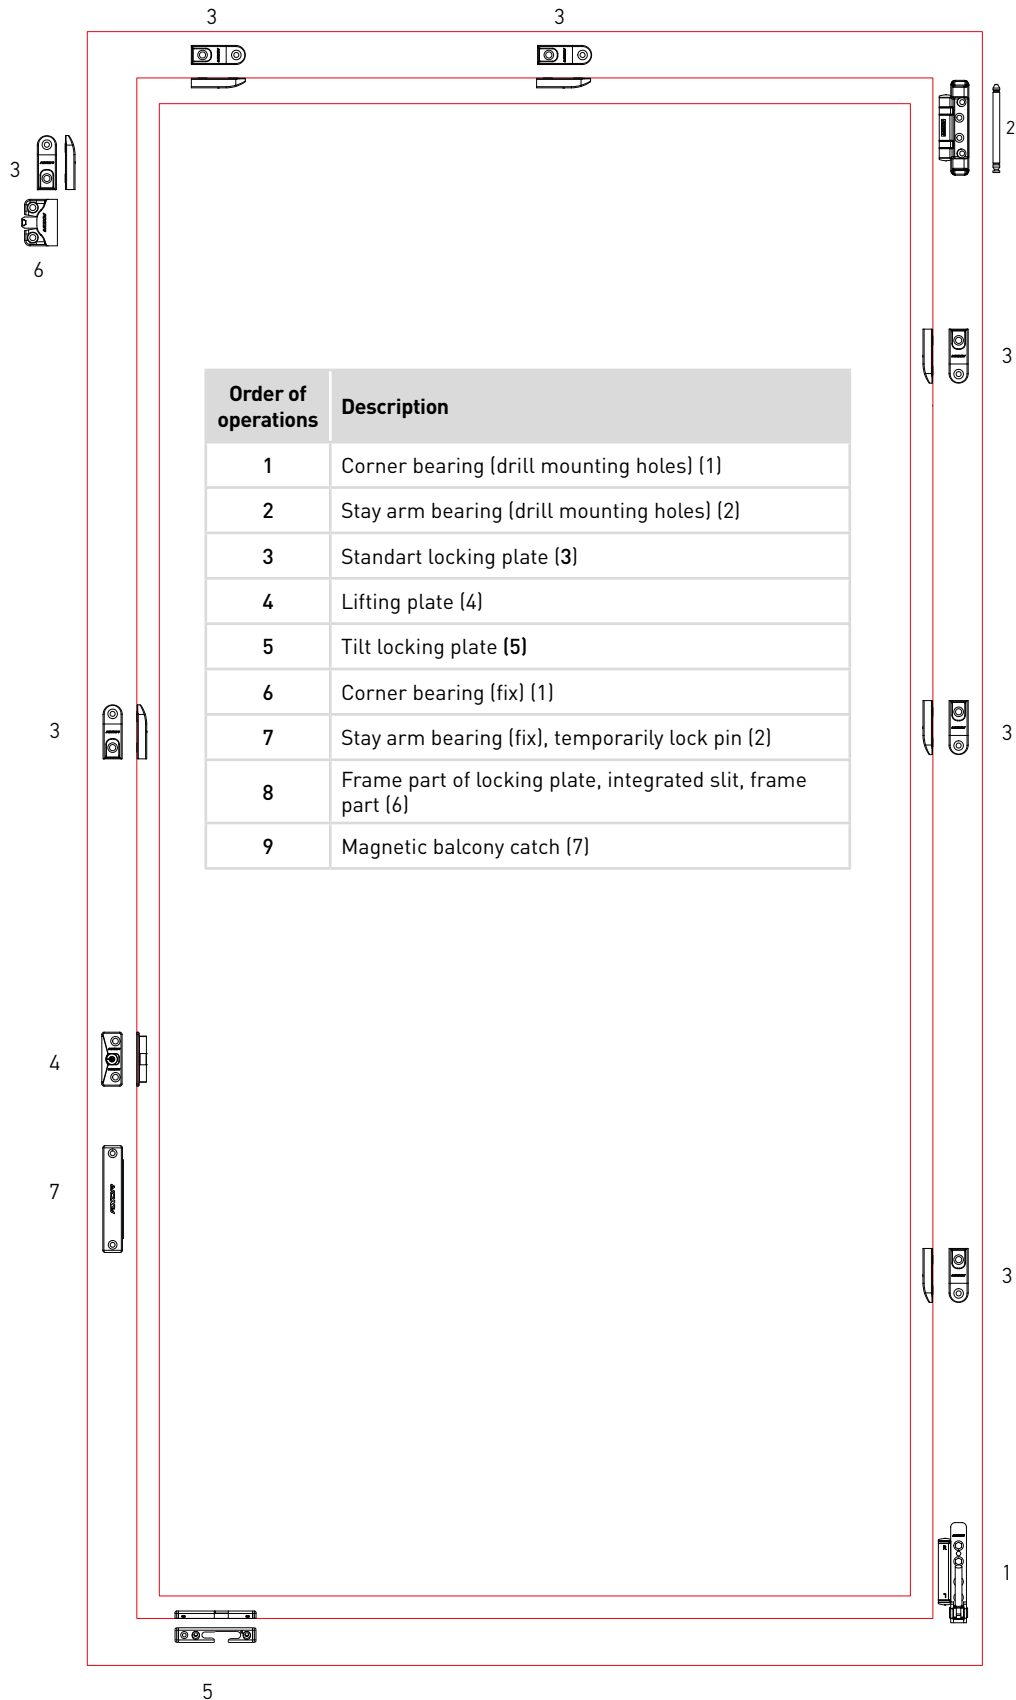 3 3
2
3
6
3
Order of
operations
Description
1 Corner bearing (drill mounting holes) (1)
2 Stay arm bearing (drill mounting holes) (2)
3 Standart locking plate (3)
4 Lifting plate (4)
5 Tilt locking plate (5)
6 Corner bearing (fix) (1)
7 Stay arm bearing (fix), temporarily lock pin (2)
8 Frame part of locking plate, integrated slit, frame
part (6)
9 Magnetic balcony catch (7)
3 3
4
7
3
1
5